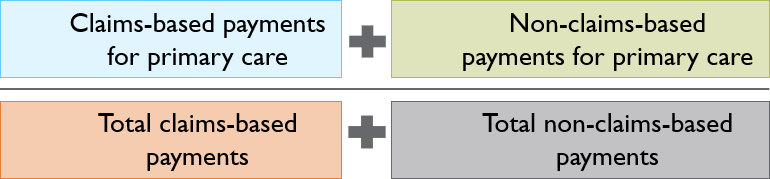 Claims-based payments
for primary care
Non-claims-based
payments for primary care
Total claims-based
payments
Total non-claims-based
payments